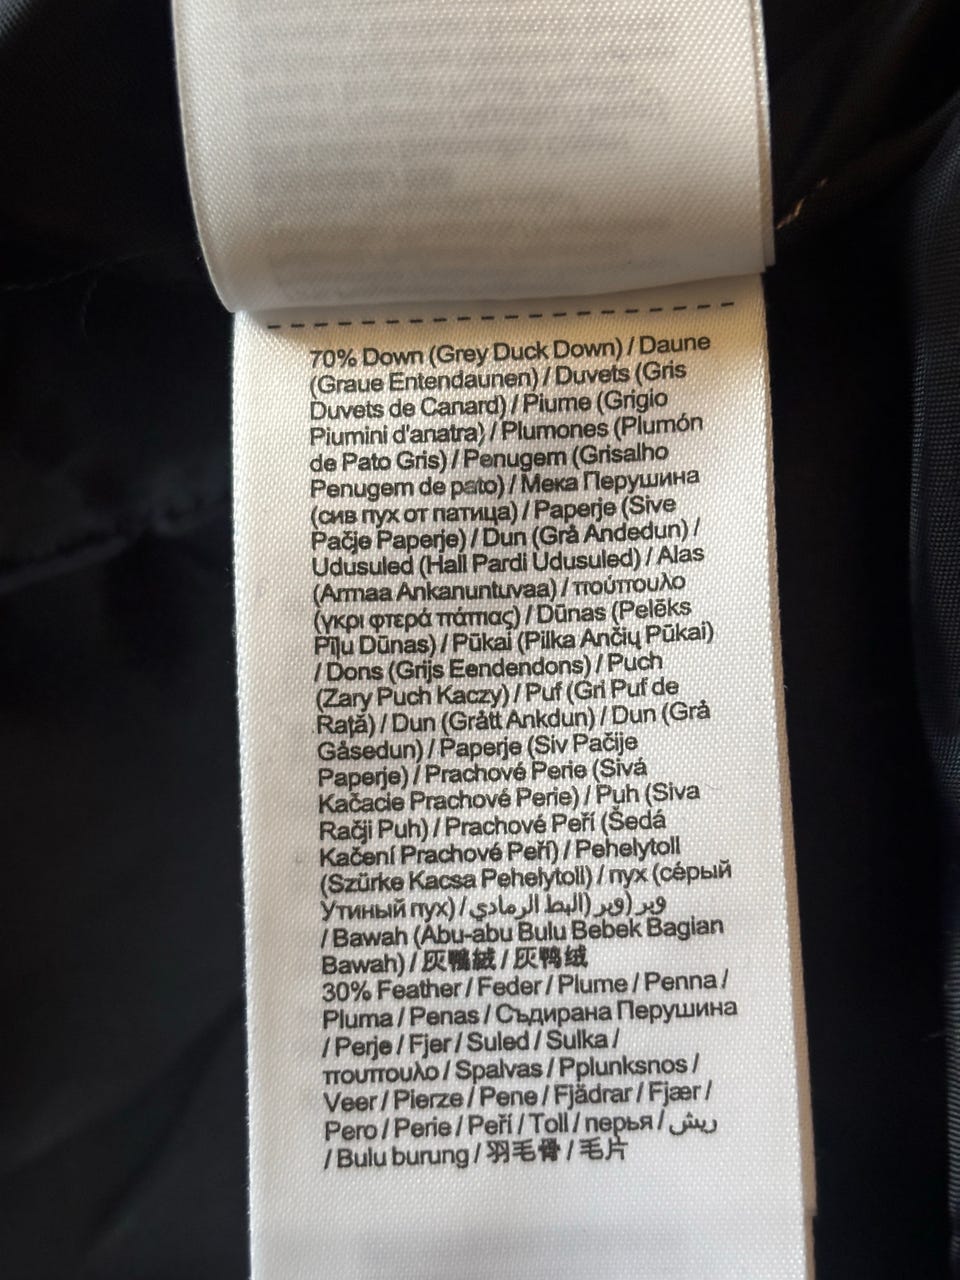 70% Down (Grey Duck Down) / Daune
(Graue Entendaunen) / Duvets (Gris
Duvets de Canard) / Piume (Grigio
Piumini d'anatra) / Plumones (Plumón
de Pato Gris) / Penugem (Grisalho
Penugem de pato) / Мека Перушина
(сив пух от патица) / Paperje (Sive
Pačje Paperje) / Dun (Grå Andedun) /
Udusuled (Hall Pardi Udusuled) / Alas
(Armaa Ankanuntuvaa) / πούπουλο
(γκρι φτερά πάπιας) / Dūnas (Pelēks
Pīļu Dūnas) / Pūkai (Pilka Ančių Pūkai)
/ Dons (Grijs Eendendons) / Puch
(Zary Puch Kaczy) / Puf (Gri Puf de
Rață) / Dun (Grått Ankdun) / Dun (Grå
Gåsedun) / Paperje (Siv Pačije
Paperje) / Prachové Perie (Sivá
Kačacie Prachové Perie) / Puh (Siva
Račji Puh) / Prachové Peří (Šedá
Kačení Prachové Peří) / Pehelytoll
(Szürke Kacsa Pehelytoll) / пух (сéрый
Утиный пух) / وبر (وبر (البط الرمادي
/ Bawah (Abu-abu Bulu Bebek Bagian
Bawah) / 灰鴨絨 / 灰鸭绒
30% Feather / Feder / Plume / Penna /
Pluma / Penas / Съдирана Перушина
/ Perje / Fjer / Suled / Sulka /
πουπουλο / Spalvas / Pplunksnos /
Veer / Pierze / Pene / Fjädrar / Fjær /
Pero / Perie / Peří / Toll / перья / ريش
/ Bulu burung / 羽毛骨 / 毛片